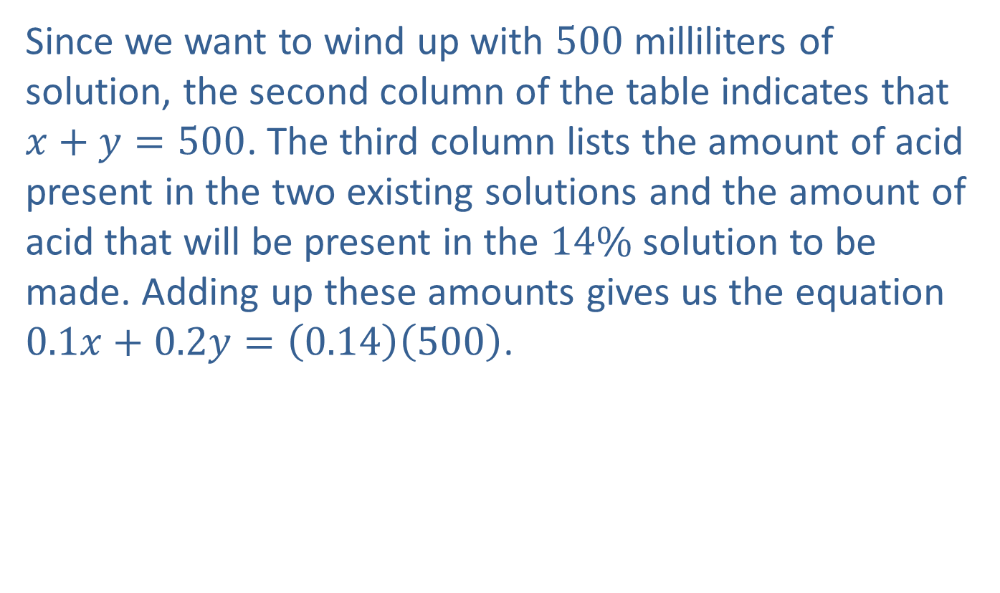 Since we want to wind up with 500 milliliters of
solution, the second column of the table indicates that
x + y = 500. The third column lists the amount of acid
present in the two existing solutions and the amount of
acid that will be present in the 14% solution to be
made. Adding up these amounts gives us the equation
0.1x + 0.2y = (0.14)(500).